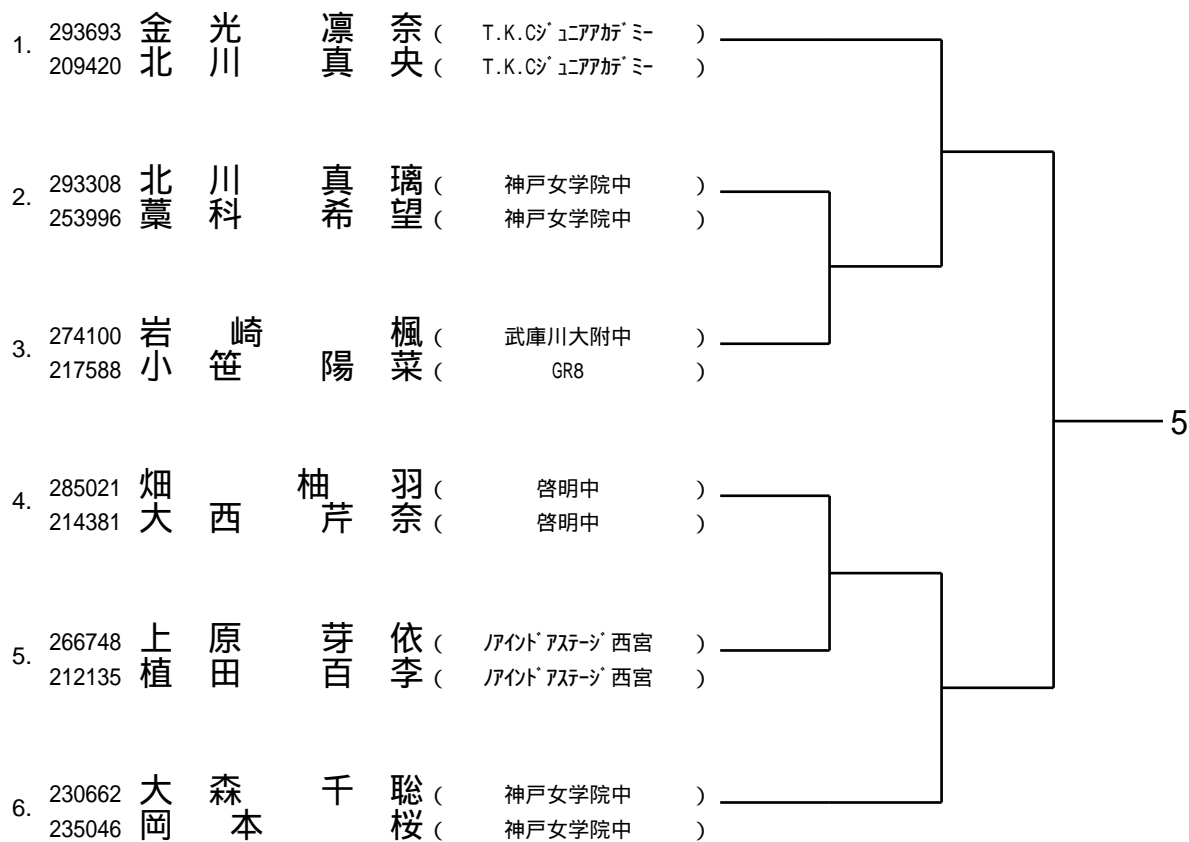 1. 293693 金 光 凛 奈 ( T.K.Cｼﾞｭﾆｱｱｶﾃﾞﾐｰ )
209420 北 川 真 央 ( T.K.Cｼﾞｭﾆｱｱｶﾃﾞﾐｰ )
2. 293308 北 川 真 璃 ( 神戸女学院中 )
253996 藁 科 希 望 ( 神戸女学院中 )
3. 274100 岩 崎 楓 ( 武庫川大附中 )
217588 小 笹 陽 菜 ( GR8 )
5
4. 285021 畑 柚 羽 ( 啓明中 )
214381 大 西 芹 奈 ( 啓明中 )
5. 266748 上 原 芽 依 ( ﾉｱｲﾝﾄﾞｱｽﾃｰｼﾞ西宮 )
212135 植 田 百 李 ( ﾉｱｲﾝﾄﾞｱｽﾃｰｼﾞ西宮 )
6. 230662 大 森 千 聡 ( 神戸女学院中 )
235046 岡 本 桜 ( 神戸女学院中 )